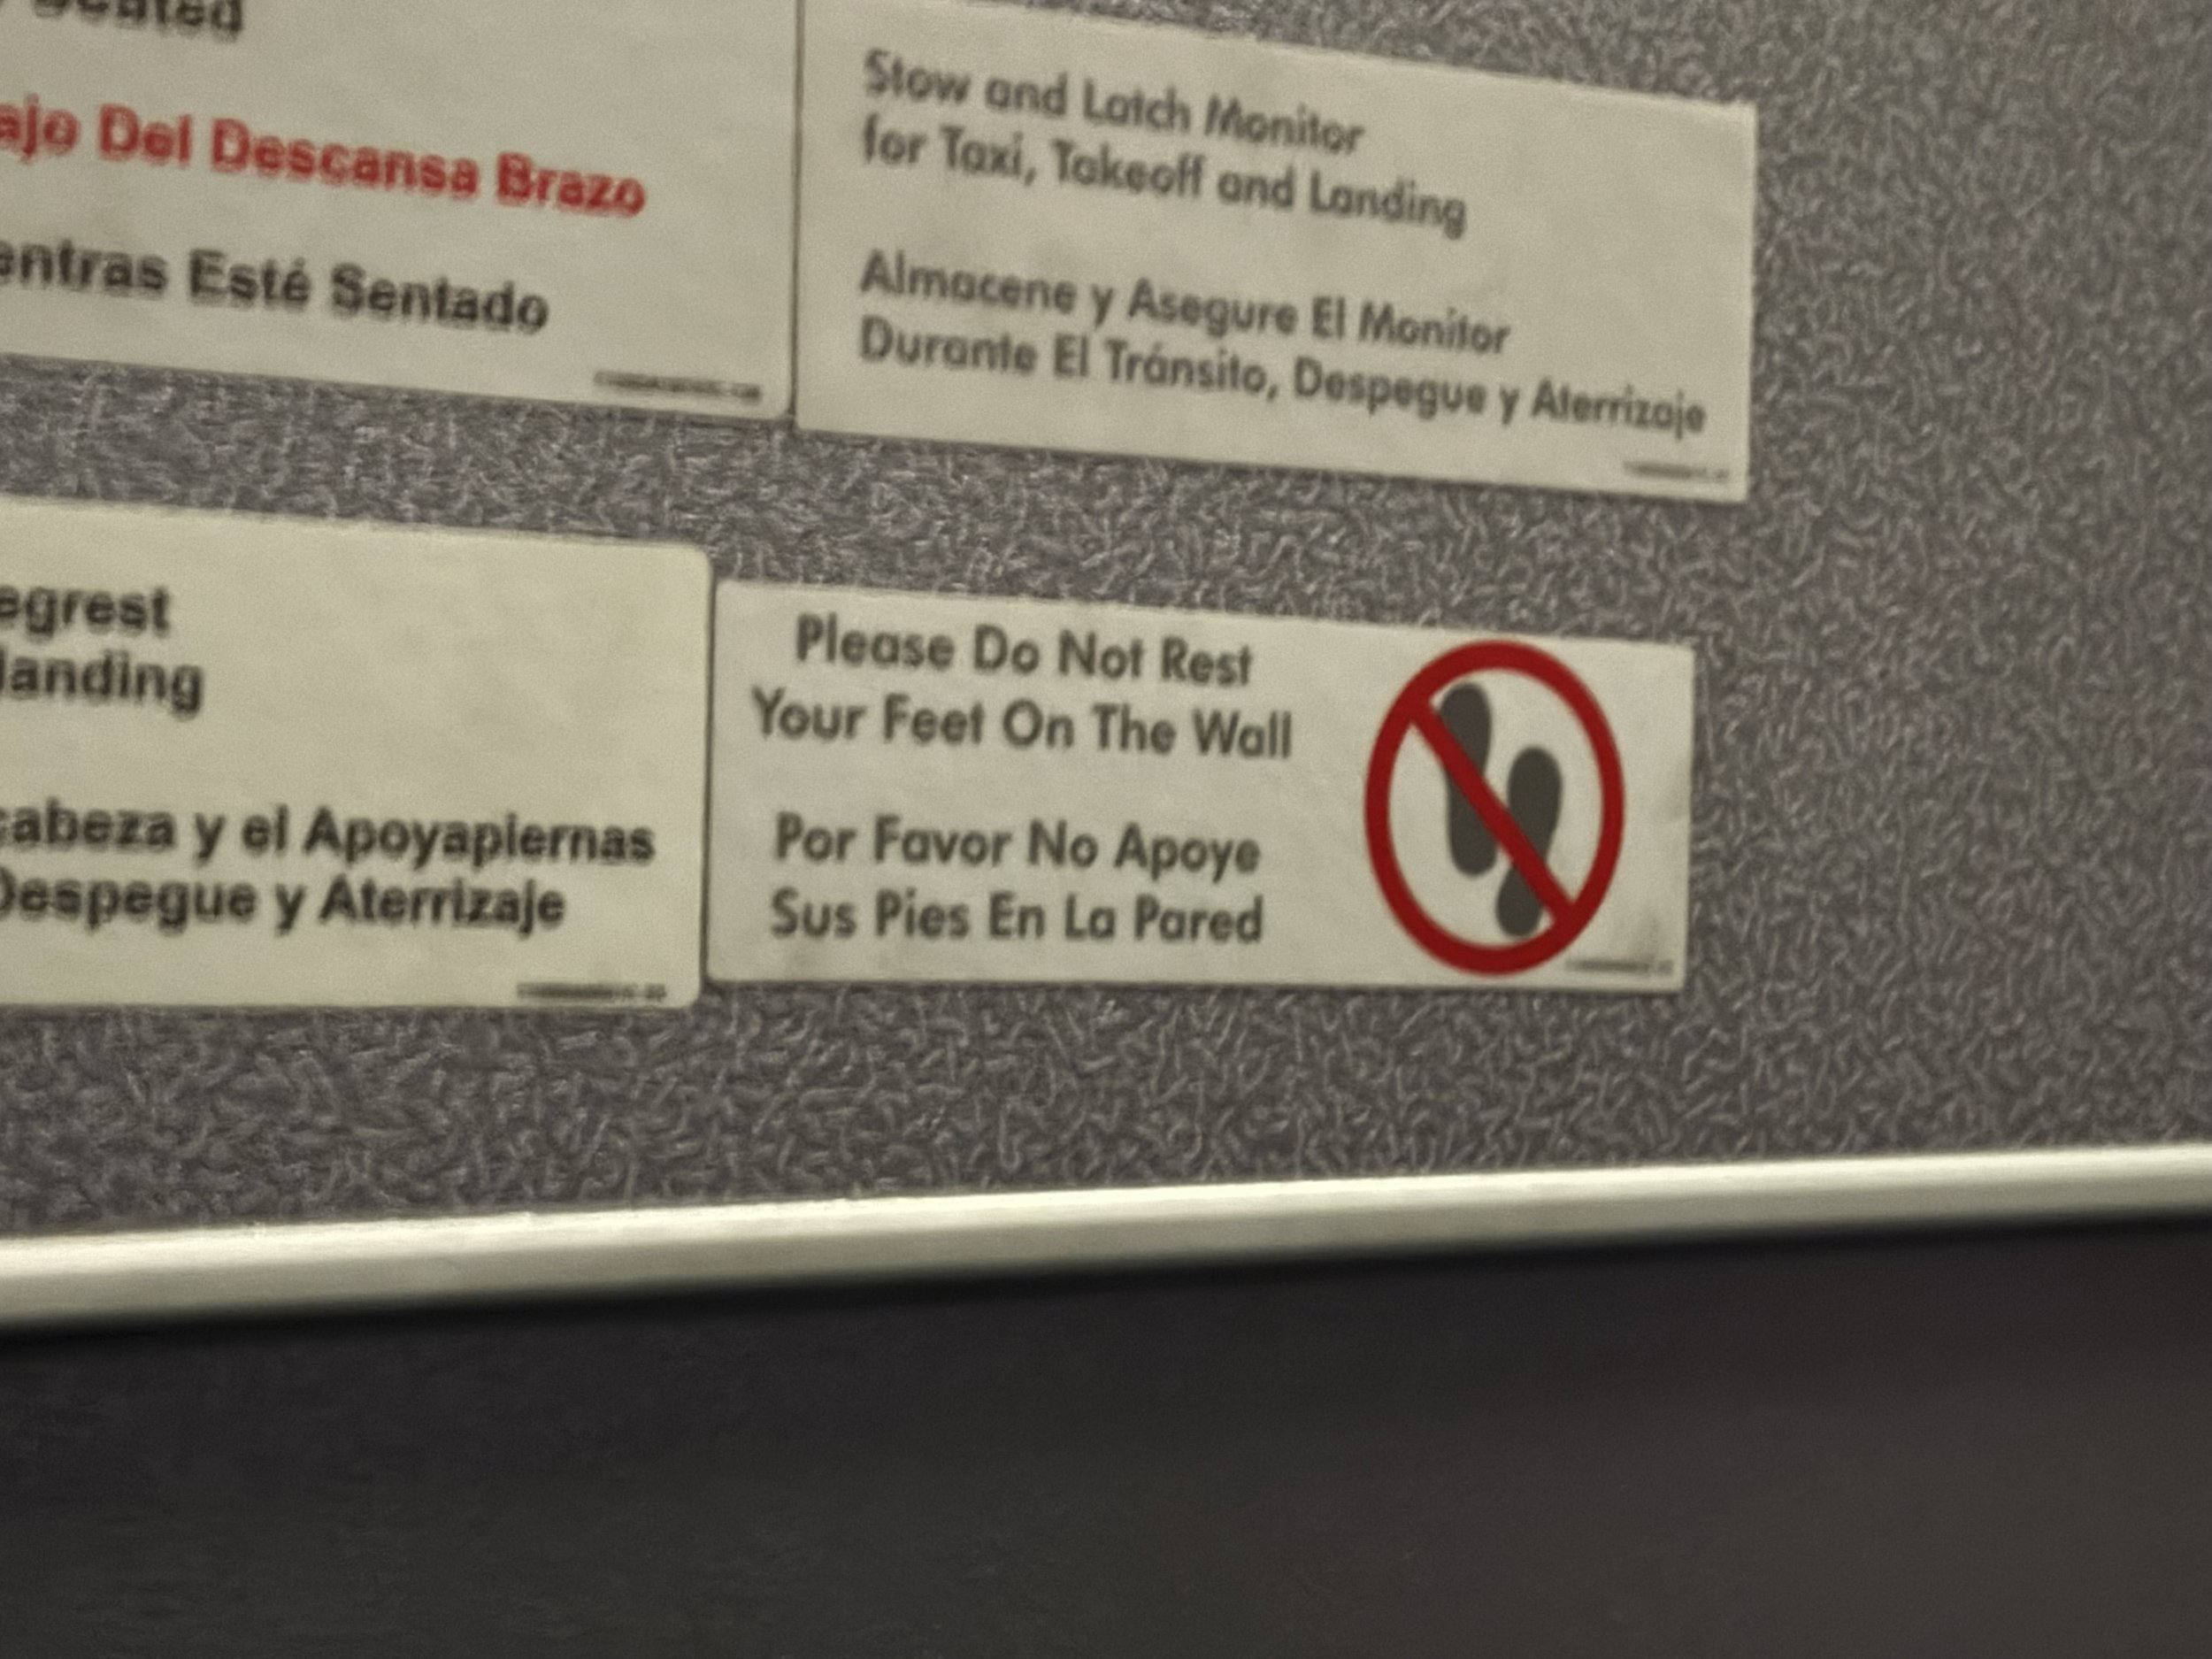 Seated
Del Descansa Brazo
Esté Sentado
Stow and Latch Monitor
for Taxi, Takeoff and Landing
Almacene y Asegure El Monitor
Durante El Tránsito, Despegue y Aterrizaje
landing
y el Apoyapiernas
Despegue y Aterrizaje
Please Do Not Rest
Your Feet On The Wall
Por Favor No Apoye
Sus Pies En La Pared